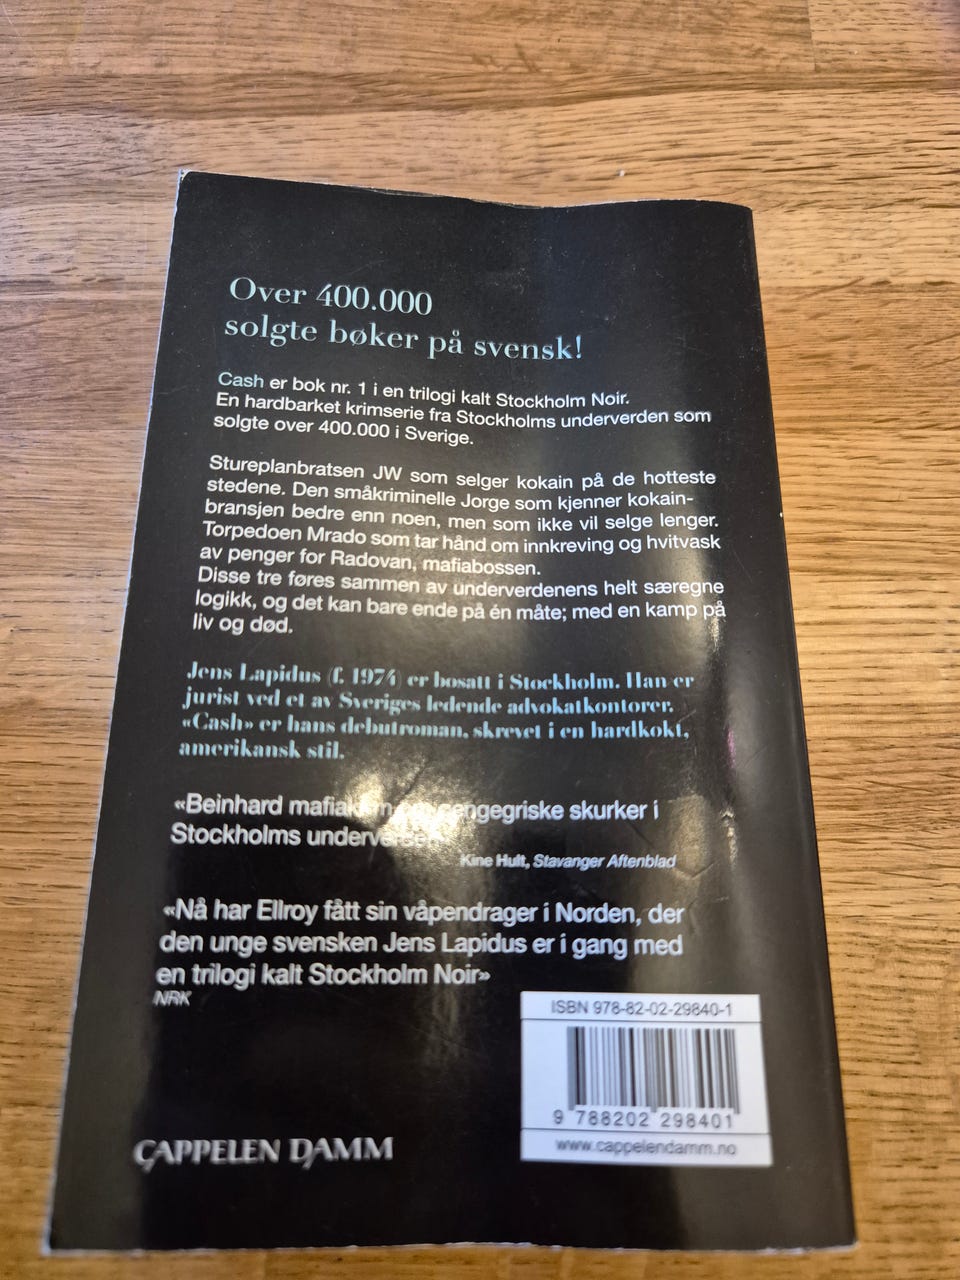 Over 400.000
solgte bøker på svensk!
Cash er bok nr. 1 i en trilogi kalt Stockholm Noir.
En hardbarket krimserie fra Stockholms underverden som
solgte over 400.000 i Sverige.
Stureplanbratsen JW som selger kokain på de hotteste
stedene. Den småkriminelle Jorge som kjenner kokain-
bransjen bedre enn noen, men som ikke vil selge lenger.
Torpedoen Mrado som tar hånd om innkreving og hvitvask
av penger for Radovan, mafiabossen.
Disse tre føres sammen av underverdenens helt særegne
logikk, og det kan bare ende på én måte; med en kamp på
liv og død.
Jens Lapidus (f. 1974) er bosatt i Stockholm. Han er
jurist ved et av Sveriges ledende advokatkontorer.
«Cash» er hans debutroman, skrevet i en hardkokt,
amerikansk stil.
«Beinhard pengegriske skurker i
Stockholms
Kine Hult, Stavanger Aftenblad
«Nå har Ellroy fått sin våpendrager i Norden, der
den unge svensken Jens Lapidus er i gang med
en trilogi kalt Stockholm Noir»
NRK
ISBN 978-82-02-29840-1
9 788202 298401
www.cappelendamm.no
CAPPELEN DAMM